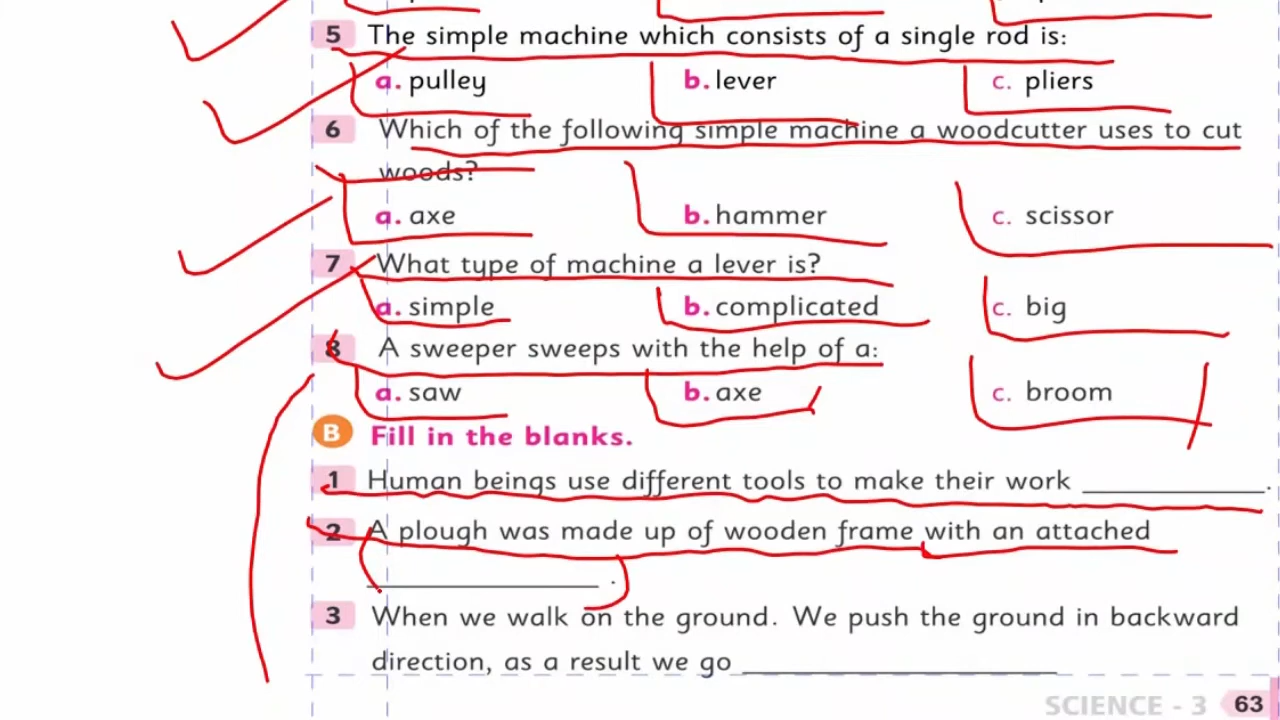 5 The simple machine which consists of a single rod is:
a. pulley b. lever c. pliers
6 Which of the following simple machine a woodcutter uses to cut
woods?
a. axe b. hammer c. scissor
7 What type of machine a lever is?
a. simple b. complicated c. big
8 A sweeper sweeps with the help of a:
a. saw b. axe c. broom
B Fill in the blanks.
1 Human beings use different tools to make their work ____________.
2 A plough was made up of wooden frame with an attached
____________ .
3 When we walk on the ground. We push the ground in backward
direction, as a result we go ____________
SCIENCE - 3 63